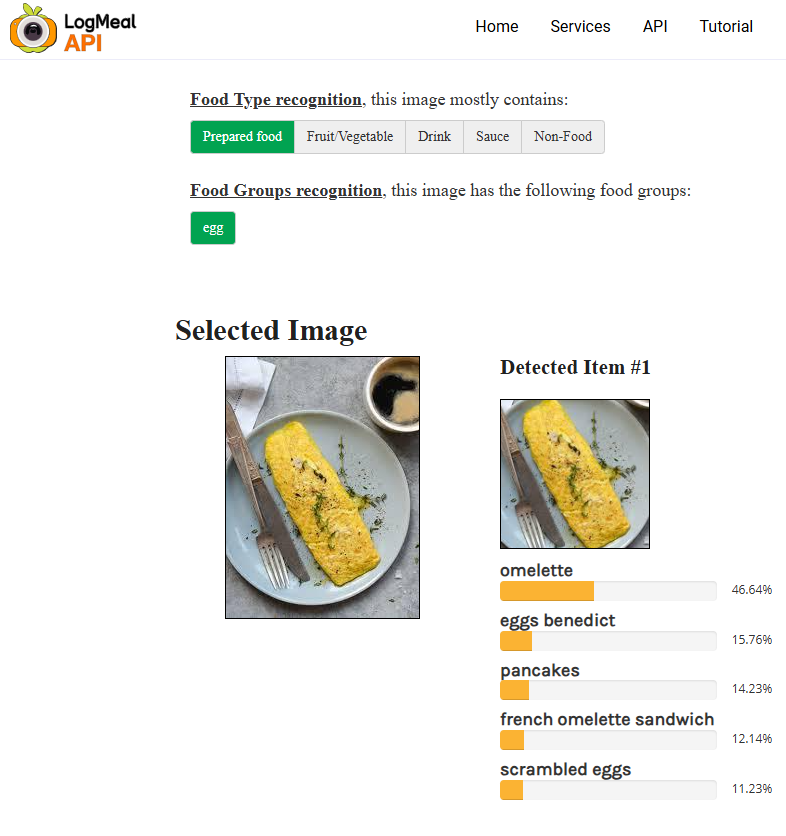 LogMeal
API
Home Services API Tutorial
Food Type recognition, this image mostly contains:
Prepared food Fruit/Vegetable Drink Sauce Non-Food
Food Groups recognition, this image has the following food groups:
egg
Selected Image
Detected Item #1
omelette
46.64%
eggs benedict
15.76%
pancakes
14.23%
french omelette sandwich
12.14%
scrambled eggs
11.23%